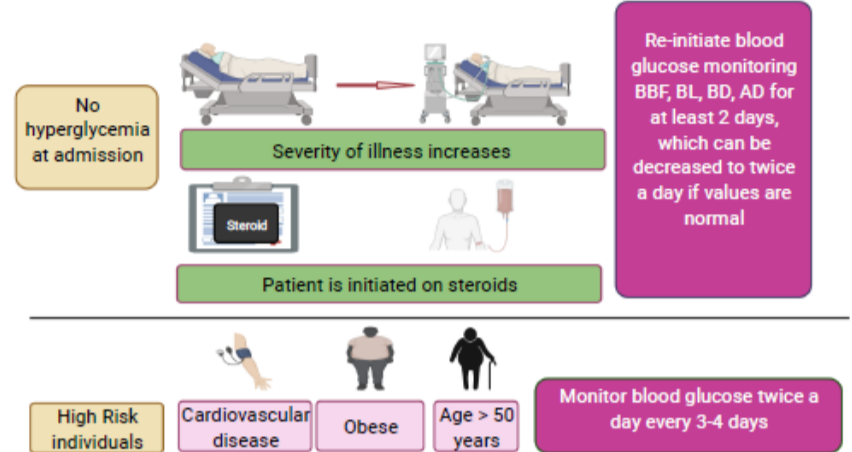 No
hyperglycemia
at admission
Severity of illness increases
Steroid
Patient is initiated on steroids
Re-initiate blood
glucose monitoring
BBF, BL, BD, AD for
at least 2 days,
which can be
decreased to twice
a day if values are
normal
High Risk
individuals
Cardiovascular
disease
Obese
Age > 50
years
Monitor blood glucose twice a
day every 3-4 days